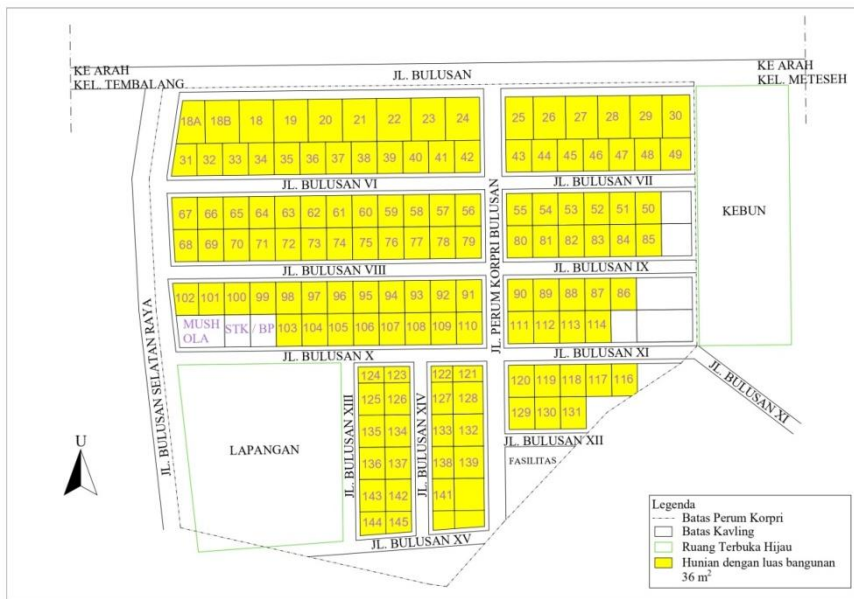 KE ARAH
KEL. TEMBALANG
JL. BULUSAN
KE ARAH
KEL. METESEH
18A 18B 18 19 20 21 22 23 24
25 26 27 28 29 30
31 32 33 34 35 36 37 38 39 40 41 42
43 44 45 46 47 48 49
JL. BULUSAN VI
JL. BULUSAN VII
67 66 65 64 63 62 61 60 59 58 57 56
55 54 53 52 51 50
KEBUN
68 69 70 71 72 73 74 75 76 77 78 79
80 81 82 83 84 85
JL. BULUSAN VIII
JL. BULUSAN IX
JL. PERUM KORPRI BULUSAN
JL. BULUSAN SELATAN RAYA
102 101 100 99 98 97 96 95 94 93 92 91
90 89 88 87 86
MUSH
OLA
STK / BP
103 104 105 106 107 108 109 110
111 112 113 114
JL. BULUSAN X
JL. BULUSAN XI
JL. BULUSAN XI
124 123
122 121
120 119 118 117 116
125 126
127 128
129 130 131
135 134
133 132
JL. BULUSAN XII
JL. BULUSAN XIII
JL. BULUSAN XIV
LAPANGAN
136 137
138 139
FASILITAS
143 142
141
144 145
JL. BULUSAN XV
U
Legenda
Batas Perum Korpri
Batas Kavling
Ruang Terbuka Hijau
Hunian dengan luas bangunan
36 m²